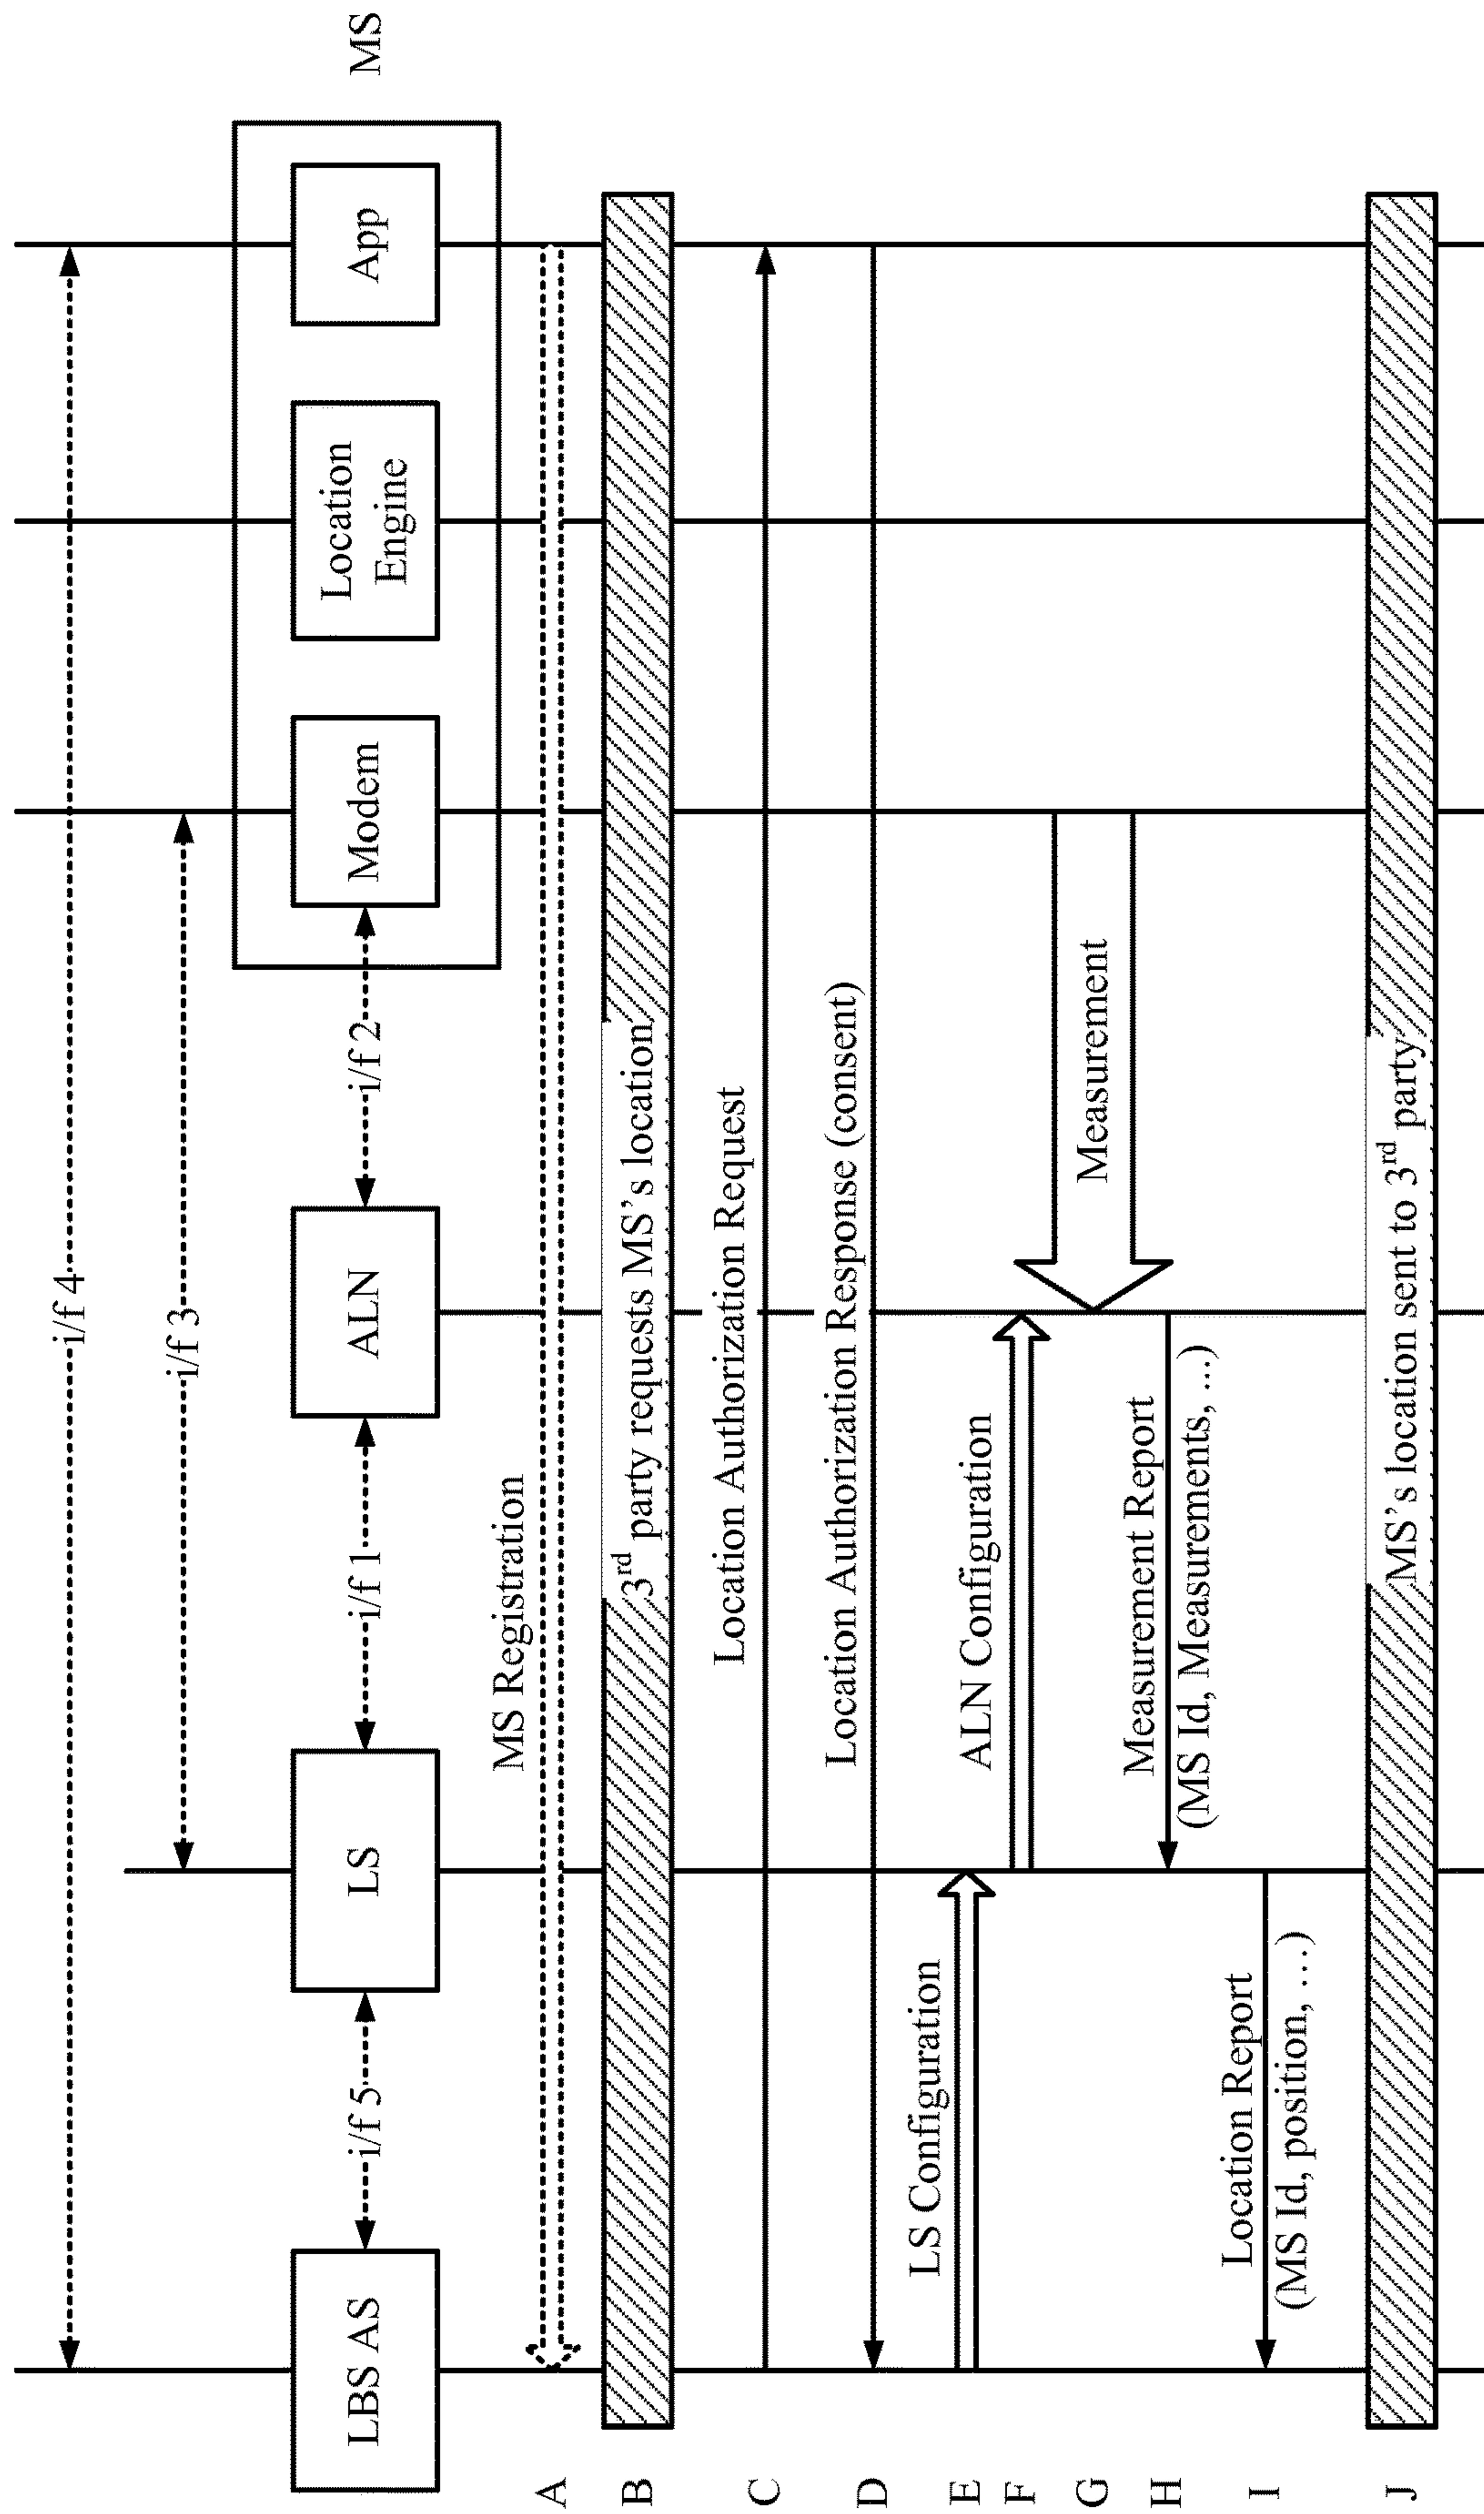 i/f 4
i/f 3
LBS AS
i/f 5
LS
i/f 1
ALN
i/f 2
Modem
Location
Engine
App
MS
A
MS Registration
B
3rd party requests MS's location
C
Location Authorization Request
D
Location Authorization Response (consent)
E
LS Configuration
F
ALN Configuration
G
Measurement
H
Measurement Report
(MS Id, Measurements, ...)
I
Location Report
(MS Id, position, ...)
J
MS's location sent to 3rd party